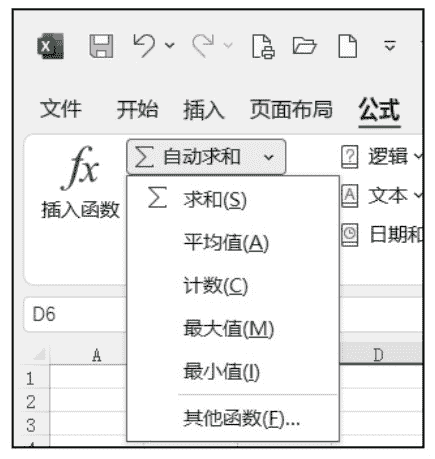 文件 开始 插入 页面布局 公式
fx 插入函数
∑ 自动求和
? 逻辑
∑ 求和(S)
A 文本
平均值(A)
日期和
计数(C)
最大值(M)
最小值(I)
其他函数(F)...
D6
A D
1
2
3